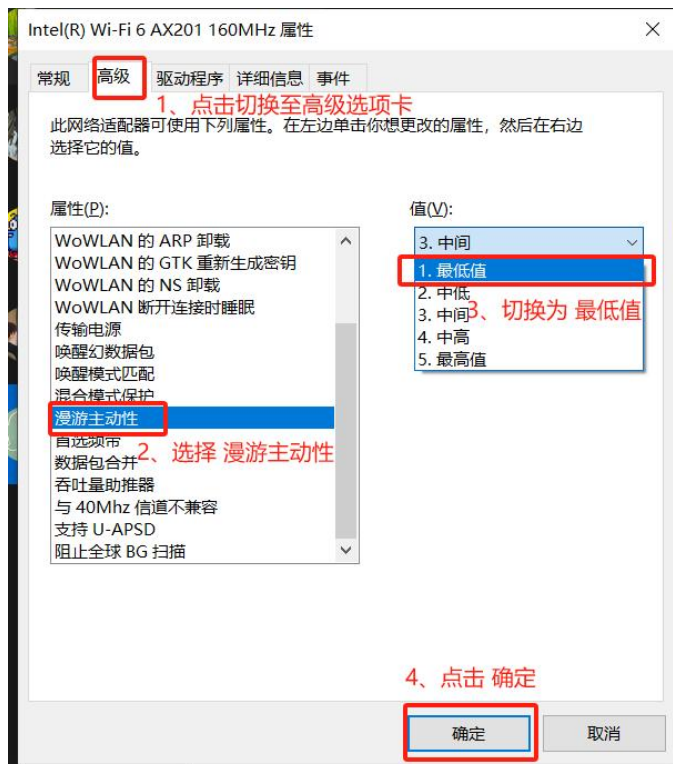 Intel(R) Wi-Fi 6 AX201 160MHz 属性
常规 高级 驱动程序 详细信息 事件
1、点击切换至高级选项卡
此网络适配器可使用下列属性。在左边单击你想更改的属性，然后在右边
选择它的值。
属性(P):
WoWLAN 的 ARP 卸载
WoWLAN 的 GTK 重新生成密钥
WoWLAN 的 NS 卸载
WoWLAN 断开连接时睡眠
传输电源
唤醒幻数据包
唤醒模式匹配
混合模式保护
漫游主动性
首选频带
2、选择 漫游主动性
数据包合并
吞吐量助推器
与 40Mhz 信道不兼容
支持 U-APSD
阻止全球 BG 扫描
值(V):
3. 中间
1. 最低值
2. 中低
3. 中间
3、切换为 最低值
4. 中高
5. 最高值
4、点击 确定
确定 取消